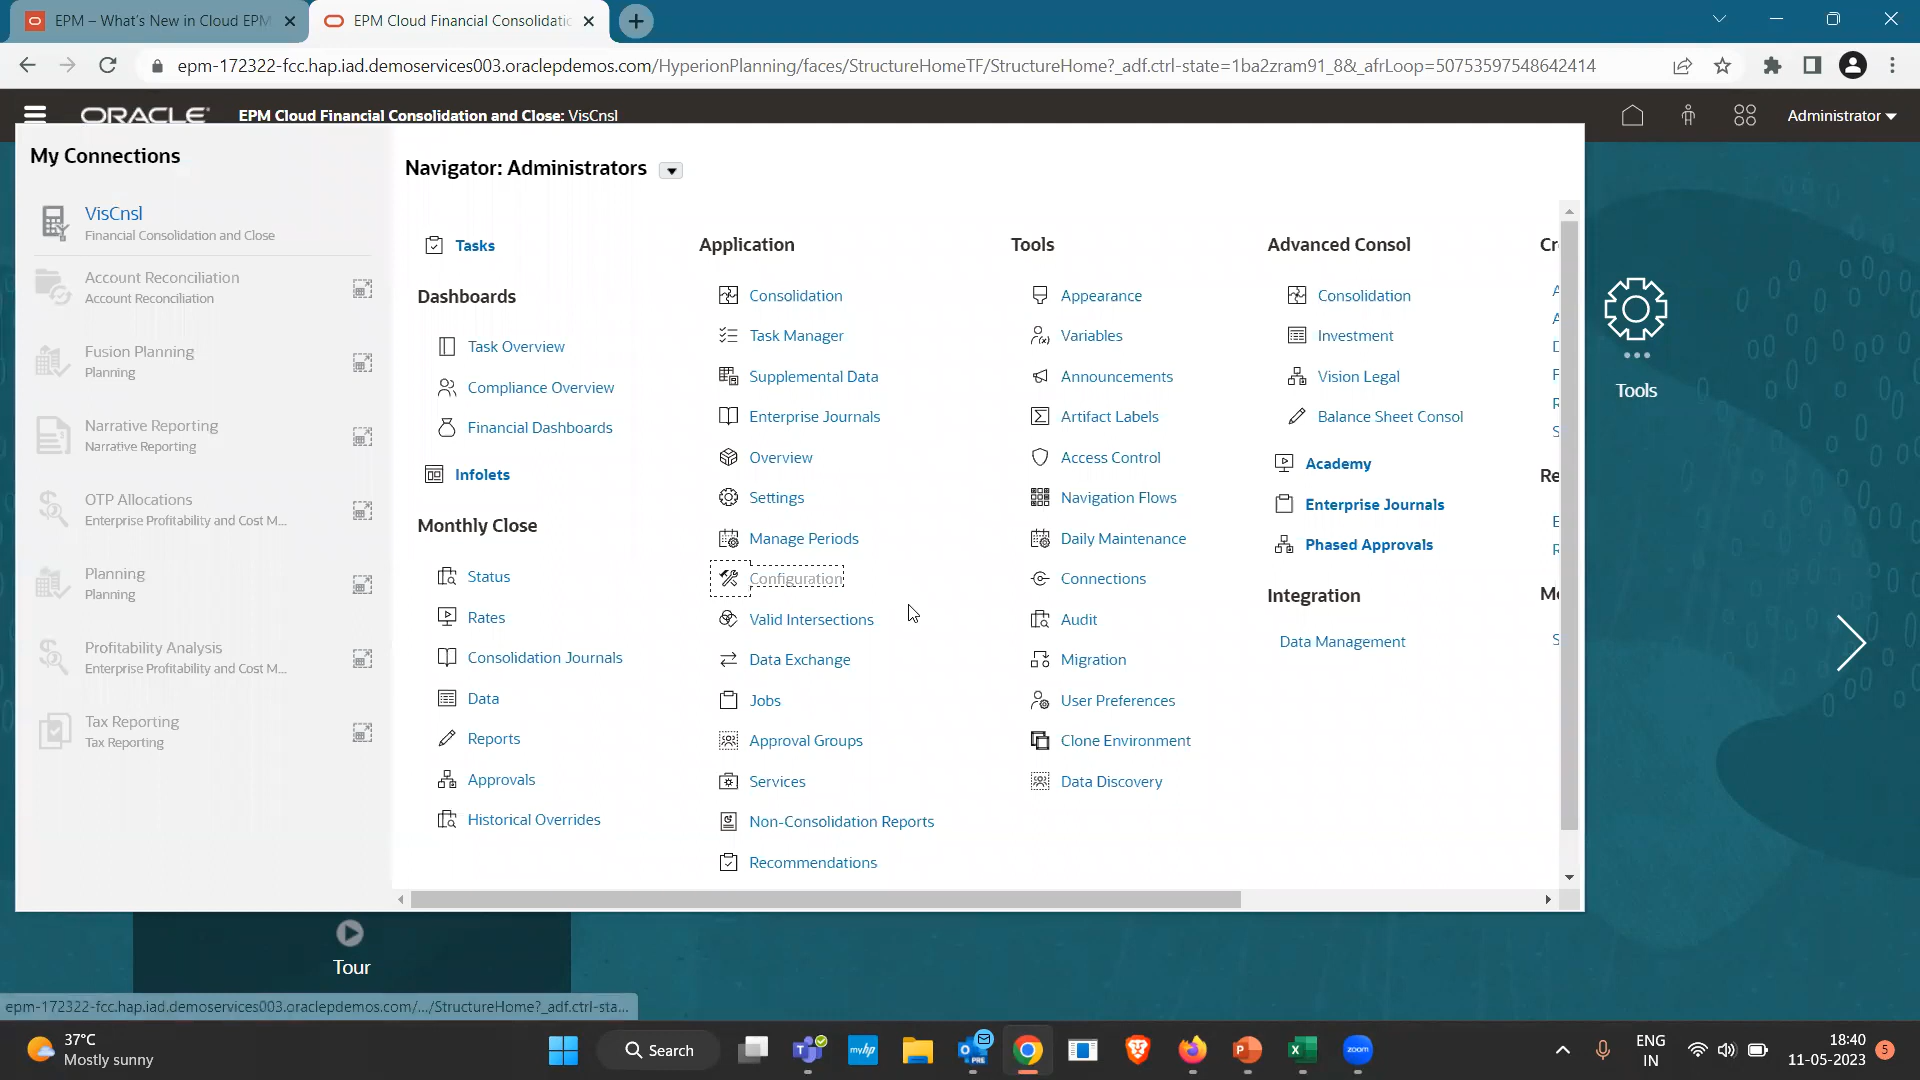 EPM – What's New in Cloud EPM
EPM Cloud Financial Consolidatio
epm-172322-fcc.hap.iad.demoservices003.oraclepdemos.com/HyperionPlanning/faces/StructureHomeTF/StructureHome?_adf.ctrl-state=1ba2zram91_8&_afrLoop=50753597548642414
ORACLE
EPM Cloud Financial Consolidation and Close: VisCnsl
Administrator
My Connections
VisCnsl
Financial Consolidation and Close
Account Reconciliation
Account Reconciliation
Fusion Planning
Planning
Narrative Reporting
Narrative Reporting
OTP Allocations
Enterprise Profitability and Cost M...
Planning
Planning
Profitability Analysis
Enterprise Profitability and Cost M...
Tax Reporting
Tax Reporting
Navigator: Administrators
Tasks
Dashboards
Task Overview
Compliance Overview
Financial Dashboards
Infolets
Monthly Close
Status
Rates
Consolidation Journals
Data
Reports
Approvals
Historical Overrides
Application
Consolidation
Task Manager
Supplemental Data
Enterprise Journals
Overview
Settings
Manage Periods
Configuration
Valid Intersections
Data Exchange
Jobs
Approval Groups
Services
Non-Consolidation Reports
Recommendations
Tools
Appearance
Variables
Announcements
Artifact Labels
Access Control
Navigation Flows
Daily Maintenance
Connections
Audit
Migration
User Preferences
Clone Environment
Data Discovery
Advanced Consol
Consolidation
Investment
Vision Legal
Balance Sheet Consol
Academy
Enterprise Journals
Phased Approvals
Integration
Data Management
Cr
Re
Tools
Tour
epm-172322-fcc.hap.iad.demoservices003.oraclepdemos.com/.../StructureHome?_adf.ctrl-sta...
37°C
Mostly sunny
Search
myhp
PRE
zoom
ENG
IN
18:40
11-05-2023
5